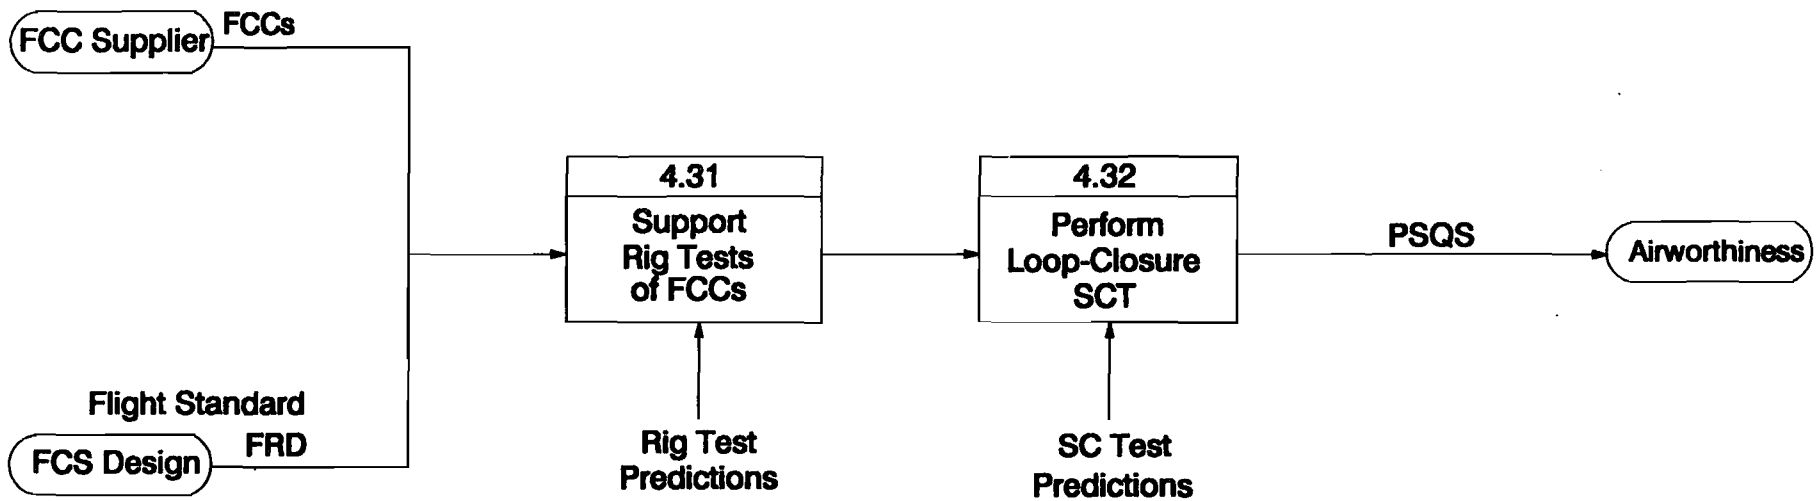 FCC Supplier
FCCs
4.31
Support
Rig Tests
of FCCs
4.32
Perform
Loop-Closure
SCT
PSQS
Airworthiness
Flight Standard
FRD
FCS Design
Rig Test
Predictions
SC Test
Predictions